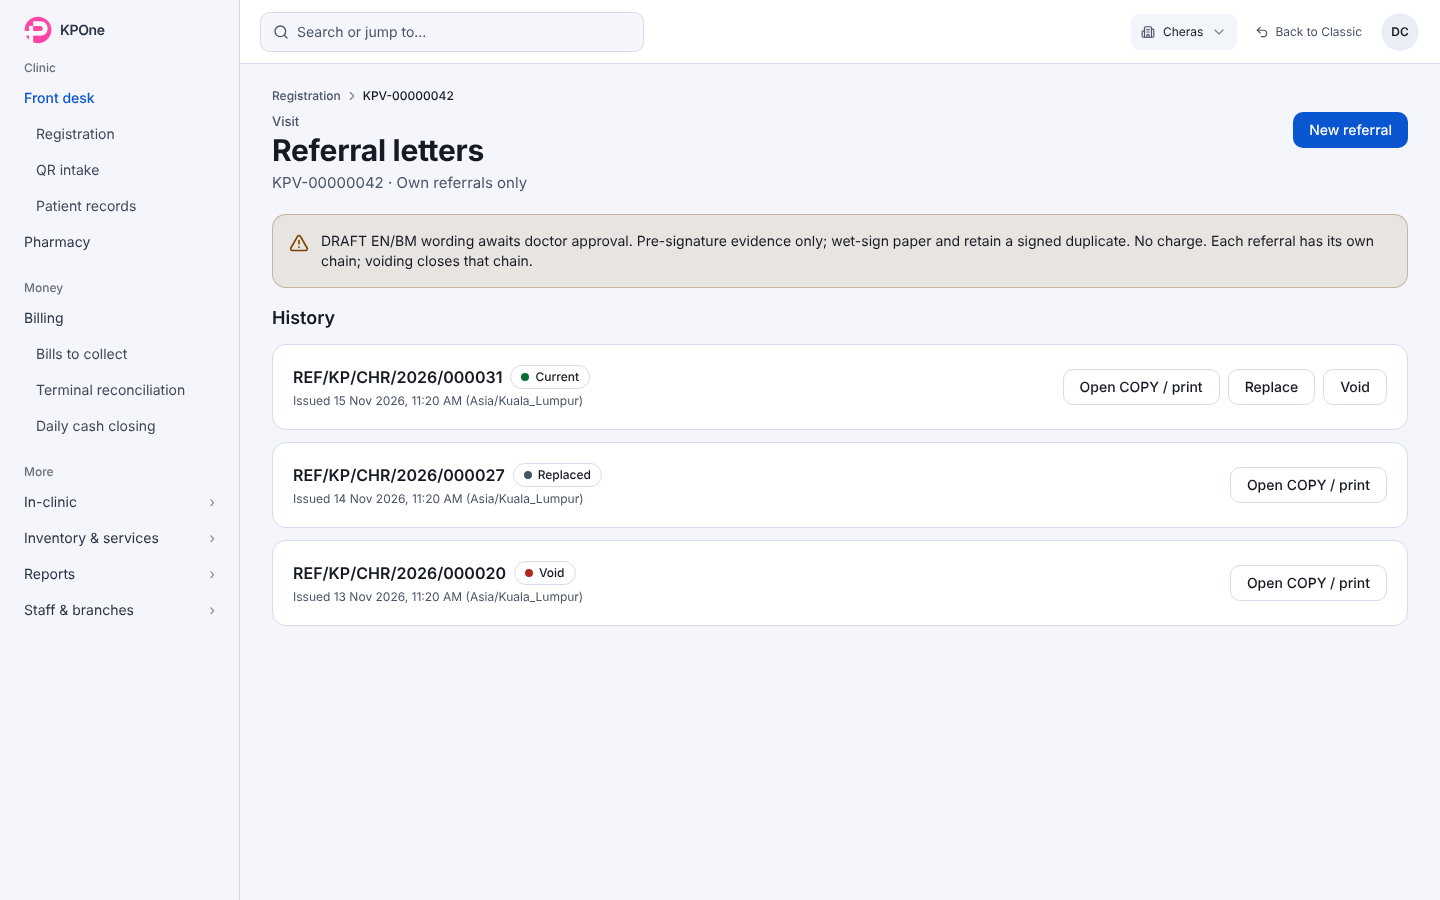 KPOne
Clinic
Front desk
Registration
QR intake
Patient records
Pharmacy
Money
Billing
Bills to collect
Terminal reconciliation
Daily cash closing
More
In-clinic
Inventory & services
Reports
Staff & branches
Search or jump to...
Cheras
Back to Classic
DC
Registration > KPV-00000042
Visit
Referral letters
KPV-00000042 · Own referrals only
New referral
DRAFT EN/BM wording awaits doctor approval. Pre-signature evidence only; wet-sign paper and retain a signed duplicate. No charge. Each referral has its own
chain; voiding closes that chain.
History
REF/KP/CHR/2026/000031 Current
Issued 15 Nov 2026, 11:20 AM (Asia/Kuala_Lumpur)
Open COPY / print Replace Void
REF/KP/CHR/2026/000027 Replaced
Issued 14 Nov 2026, 11:20 AM (Asia/Kuala_Lumpur)
Open COPY / print
REF/KP/CHR/2026/000020 Void
Issued 13 Nov 2026, 11:20 AM (Asia/Kuala_Lumpur)
Open COPY / print